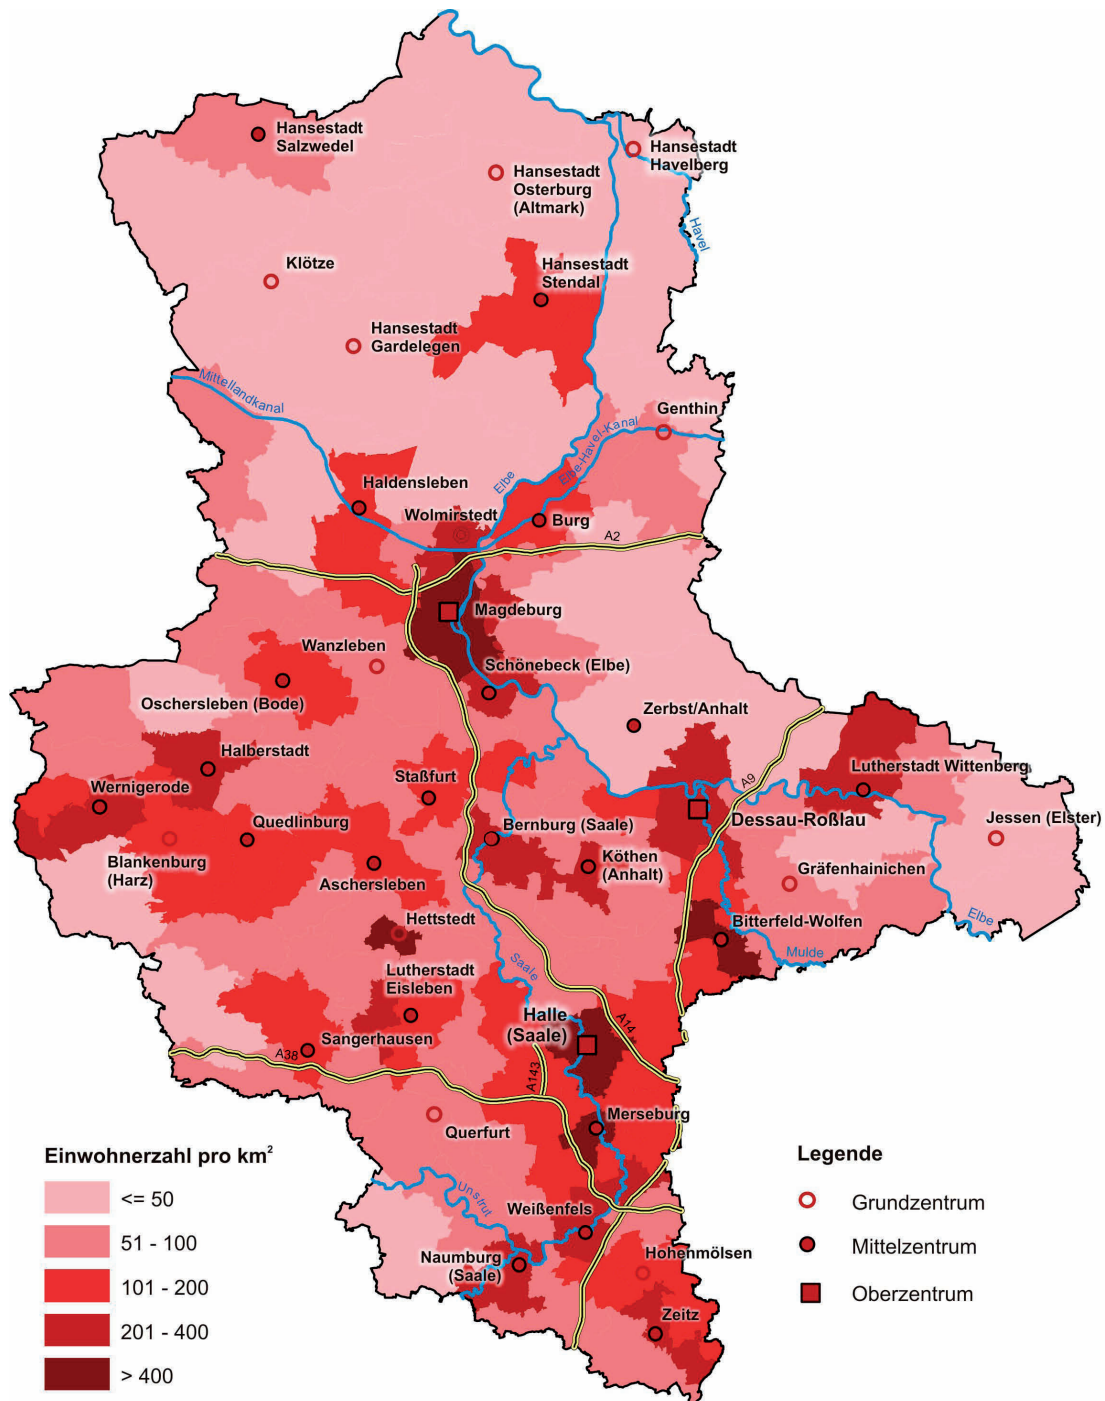 Hansestadt
Salzwedel
Hansestadt
Havelberg
Hansestadt
Osterburg
(Altmark)
Havel
Klötze
Hansestadt
Stendal
Hansestadt
Gardelegen
Mittellandkanal
Genthin
Elbe-Havel-Kanal
Elbe
Haldensleben
Wolmirstedt
Burg
A2
Magdeburg
Wanzleben
Schönebeck (Elbe)
Oschersleben (Bode)
Zerbst/Anhalt
Halberstadt
Lutherstadt Wittenberg
Wernigerode
Staßfurt
A9
Quedlinburg
Bernburg (Saale)
Dessau-Roßlau
Jessen (Elster)
Blankenburg
(Harz)
Köthen
(Anhalt)
Aschersleben
Gräfenhainichen
Hettstedt
Bitterfeld-Wolfen
Elbe
Mulde
Saale
Lutherstadt
Eisleben
Halle
(Saale)
A14
Sangerhausen
A38
A143
Merseburg
Querfurt
Unstrut
Weißenfels
Naumburg
(Saale)
Hohenmölsen
Zeitz
Einwohnerzahl pro km²
<= 50
51 - 100
101 - 200
201 - 400
> 400
Legende
Grundzentrum
Mittelzentrum
Oberzentrum